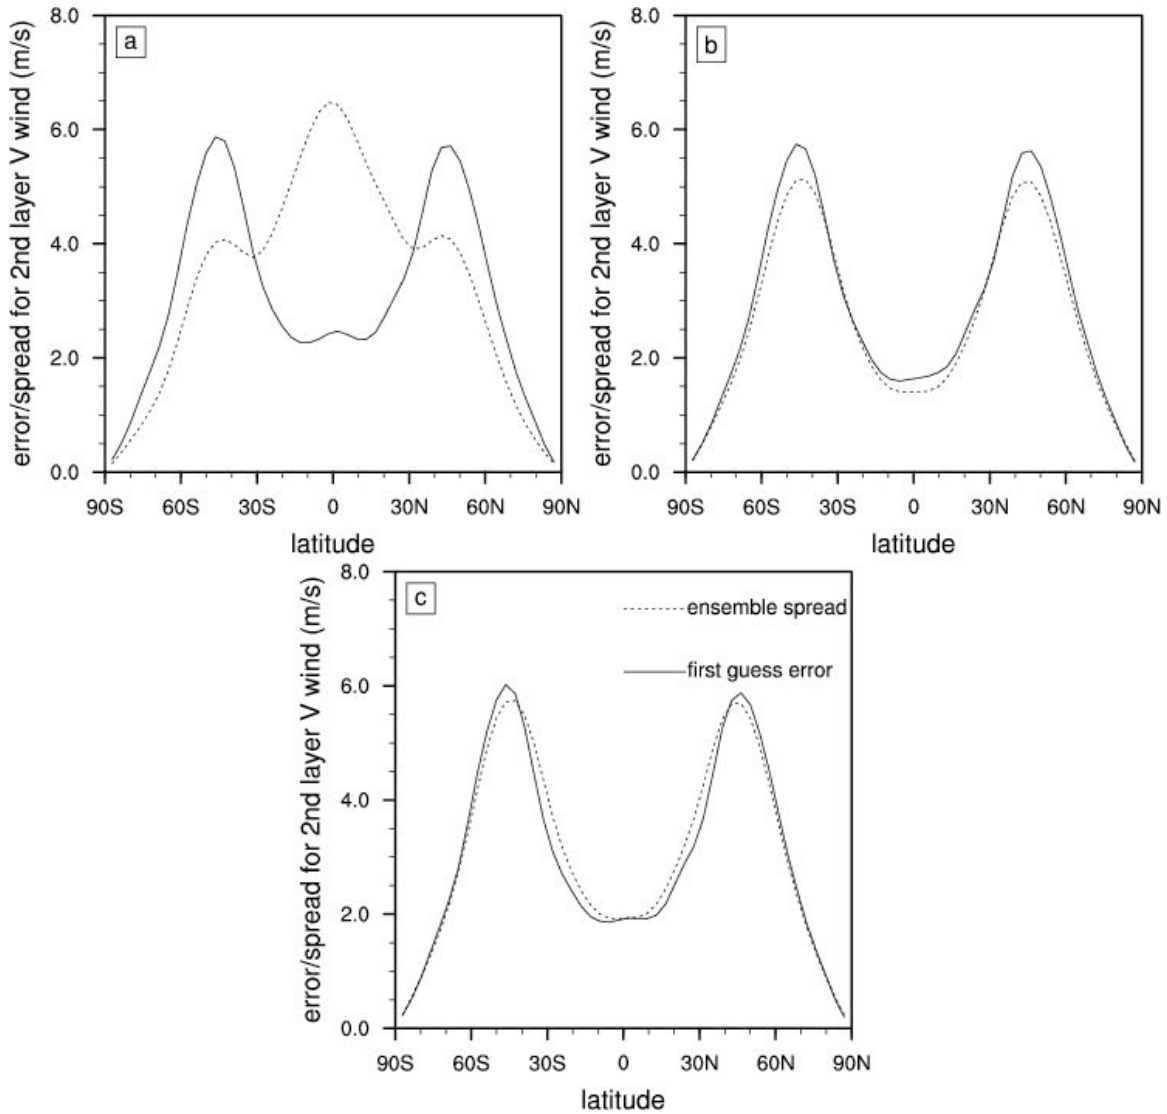 a
error/spread for 2nd layer V wind (m/s)
8.0
6.0
4.0
2.0
0.0
90S 60S 30S 0 30N 60N 90N
latitude
b
error/spread for 2nd layer V wind (m/s)
8.0
6.0
4.0
2.0
0.0
90S 60S 30S 0 30N 60N 90N
latitude
c
error/spread for 2nd layer V wind (m/s)
8.0
6.0
4.0
2.0
0.0
ensemble spread
first guess error
90S 60S 30S 0 30N 60N 90N
latitude